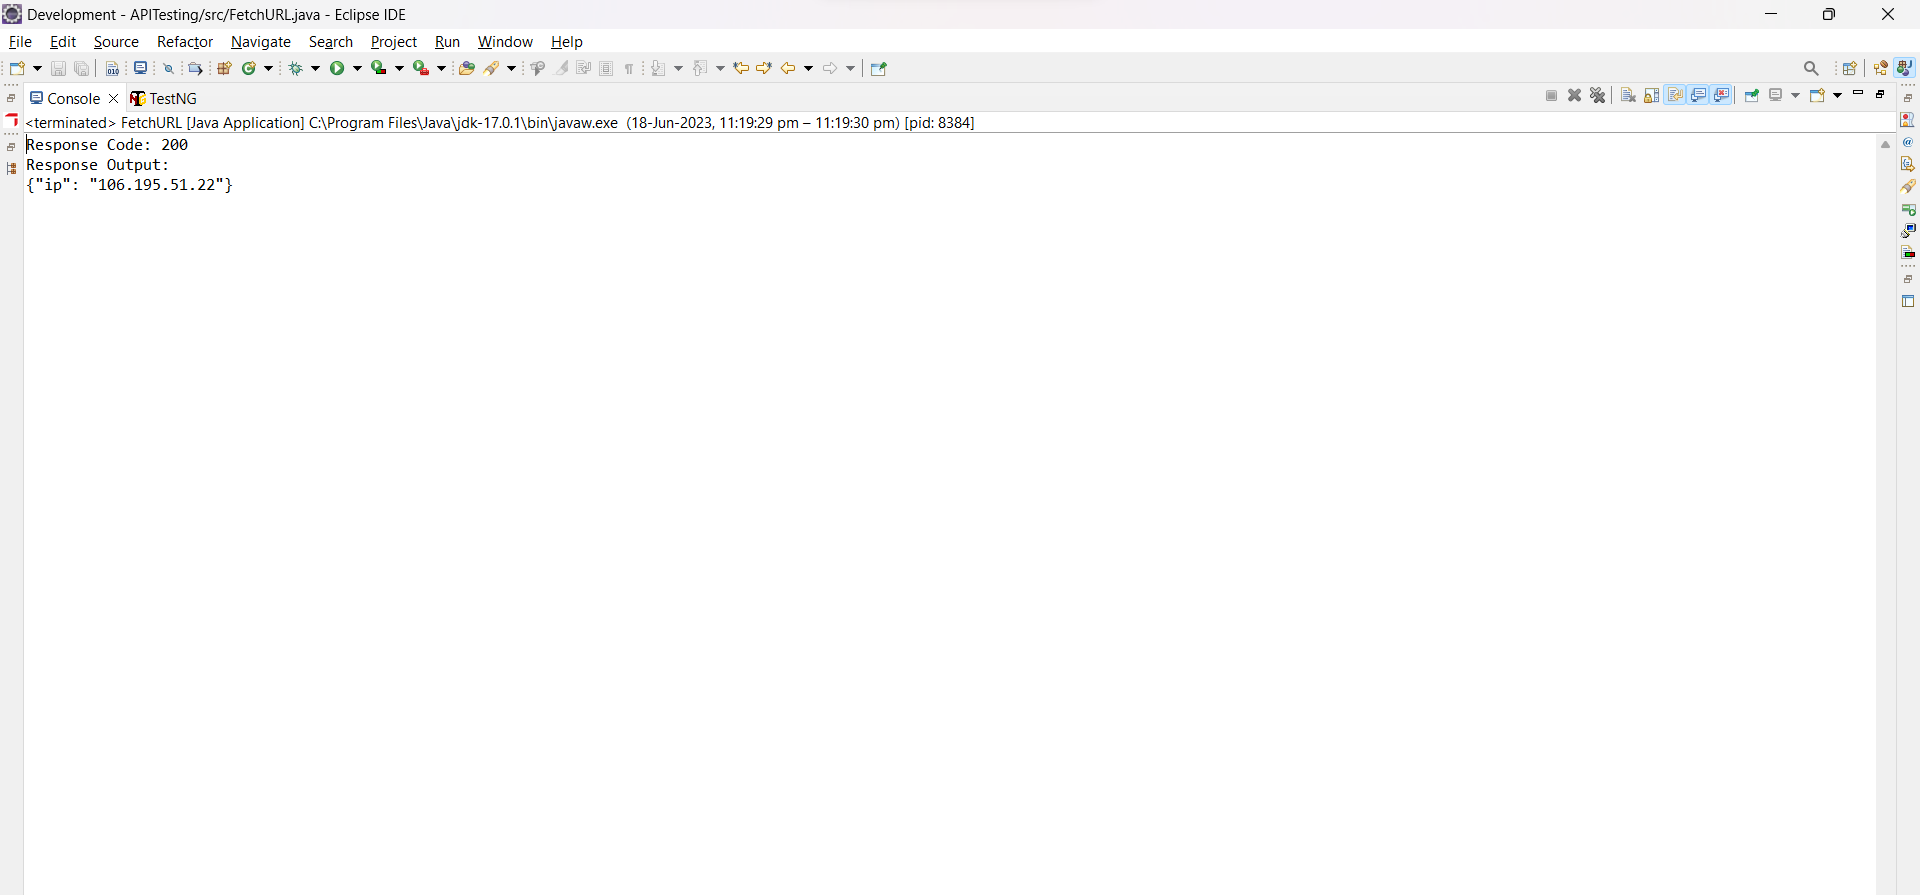 Development - APITesting/src/FetchURL.java - Eclipse IDE
File Edit Source Refactor Navigate Search Project Run Window Help
Console TestNG
<terminated> FetchURL [Java Application] C:\Program Files\Java\jdk-17.0.1\bin\javaw.exe (18-Jun-2023, 11:19:29 pm – 11:19:30 pm) [pid: 8384]
Response Code: 200
Response Output:
{"ip": "106.195.51.22"}